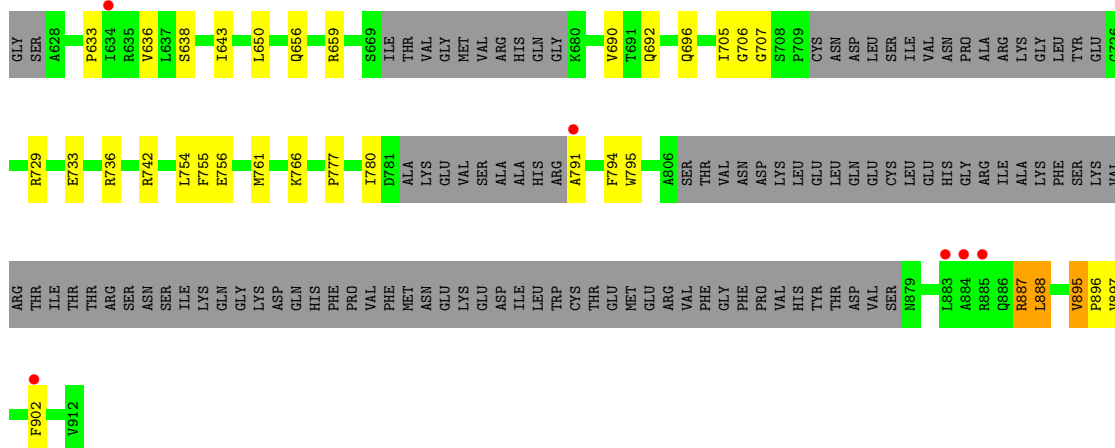 GLY SER A628 P633 I634 R635 V636 L637 S638 I643 L650 Q656 R659 S669 ILE THR VAL GLY MET VAL ARG HIS GLN GLY K680 V690 T691 Q692 Q696 I705 G706 G707 S708 P709 CYS ASN ASP LEU SER ILE VAL ASN PRO ALA ARG LYS GLY LEU TYR GLU G726
R729 E733 R736 R742 L754 F755 E756 M761 K766 P777 I780 D781 ALA LYS GLU VAL SER ALA ALA HIS ARG A791 F794 W795 A806 SER THR VAL ASN ASP LYS LEU GLU LEU GLN GLU CYS LEU GLU HIS GLY ARG ILE ALA LYS PHE SER LYS VAL
ARG THR ILE THR THR ARG SER ASN SER ILE LYS GLN GLY LYS ASP GLN HIS PHE PRO VAL PHE MET ASN GLU LYS GLU ASP ILE LEU TRP CYS THR GLU MET GLU ARG VAL PHE GLY PHE PRO VAL HIS TYR THR ASP VAL SER N879 L883 A884 R885 Q886 R887 L888 V895 P896
F902 V912